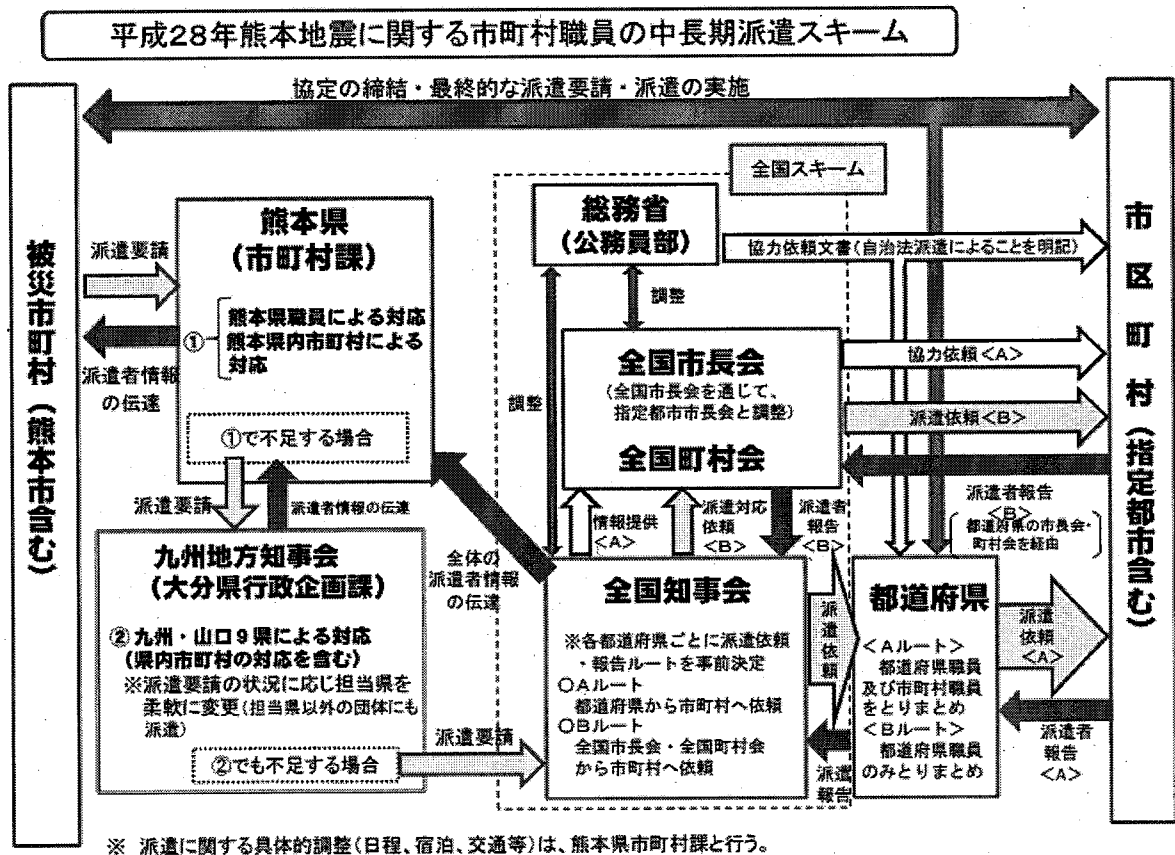 平成28年熊本地震に関する市町村職員の中長期派遣スキーム
協定の締結・最終的な派遣要請・派遣の実施
被災市町村（熊本市含む）
派遣要請
派遣者情報
の伝達
熊本県
（市町村課）
①
熊本県職員による対応
熊本県内市町村による
対応
①で不足する場合
派遣要請
派遣者情報の伝達
九州地方知事会
（大分県行政企画課）
②九州・山口9県による対応
（県内市町村の対応を含む）
※派遣要請の状況に応じ担当県を
柔軟に変更（担当県以外の団体にも
派遣）
②でも不足する場合
派遣要請
全体の
派遣者情報
の伝達
全国スキーム
総務省
（公務員部）
調整
調整
協力依頼文書（自治法派遣によることを明記）
全国市長会
（全国市長会を通じて、
指定都市市長会と調整）
全国町村会
協力依頼<A>
派遣依頼<B>
派遣者報告
<B>
都道府県の市長会・
町村会を経由
情報提供
<A>
派遣対応
依頼
<B>
派遣者
報告
<B>
全国知事会
※各都道府県ごとに派遣依頼
・報告ルートを事前決定
○Aルート
都道府県から市町村へ依頼
○Bルート
全国市長会・全国町村会
から市町村へ依頼
派遣依頼
派遣
報告
都道府県
<Aルート>
都道府県職員
及び市町村職員
をとりまとめ
<Bルート>
都道府県職員
のみとりまとめ
派遣
依頼
<A>
派遣者
報告
<A>
市区町村（指定都市含む）
※ 派遣に関する具体的調整（日程、宿泊、交通等）は、熊本県市町村課と行う。